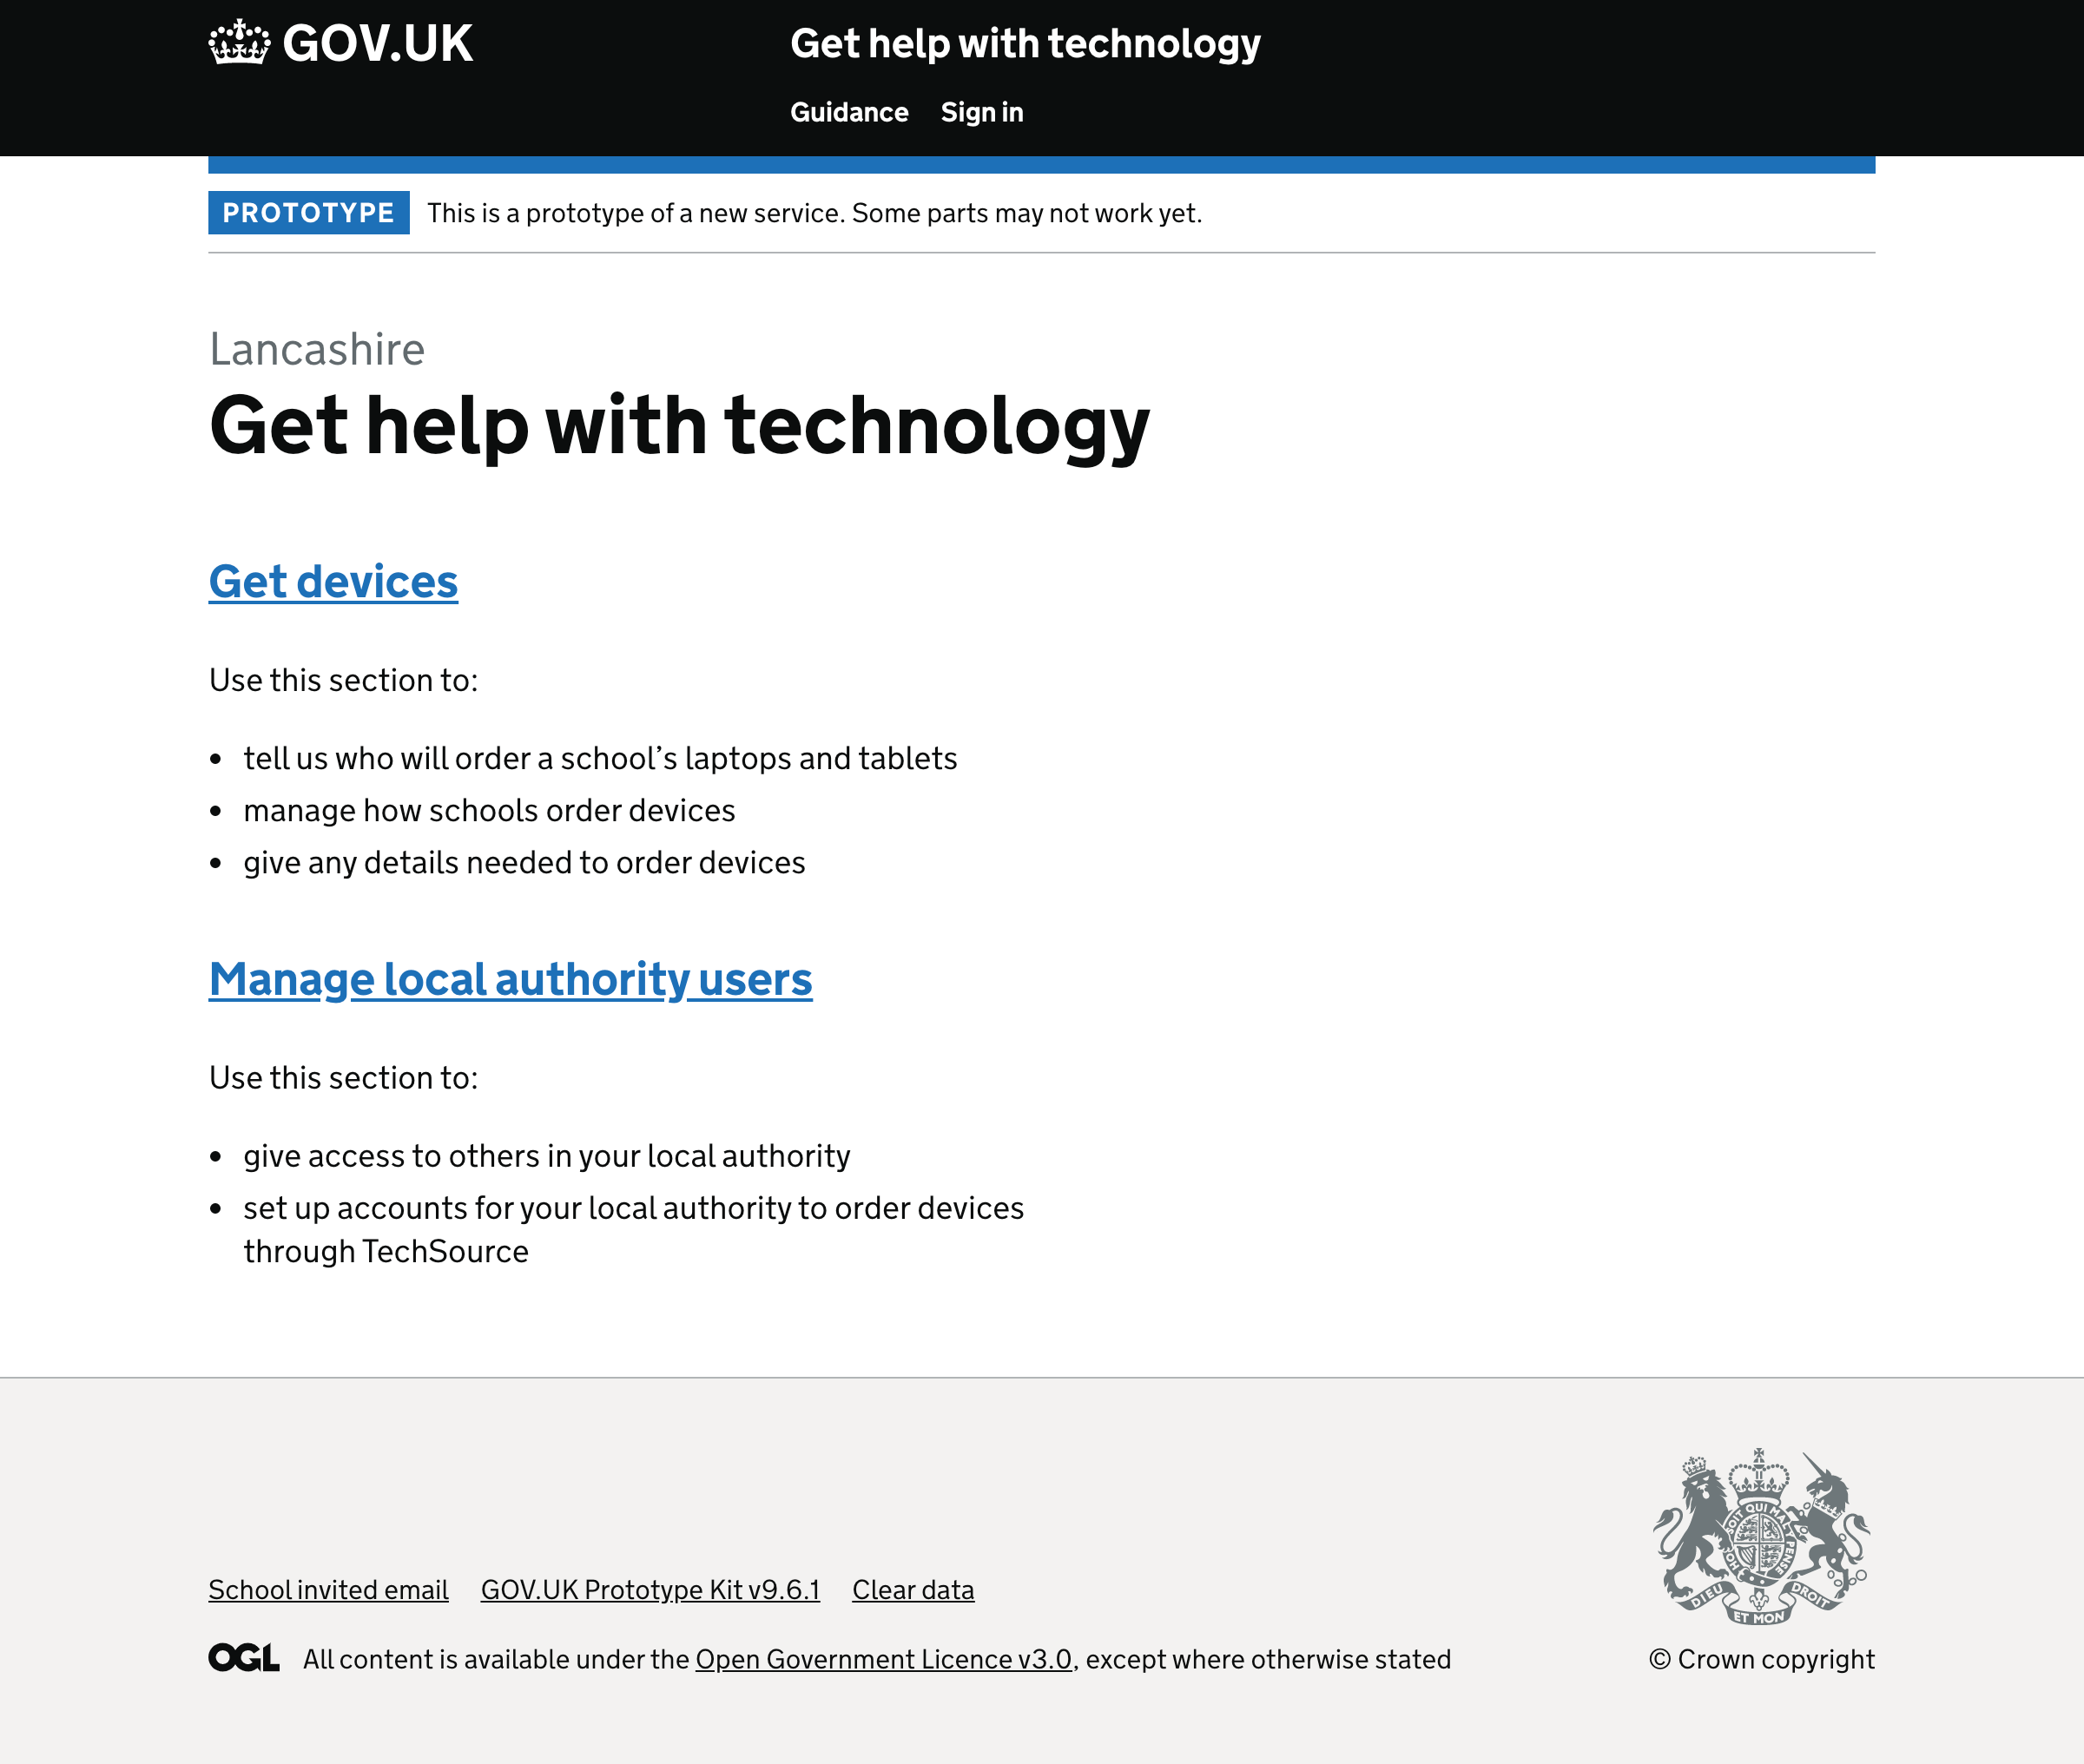 GOV.UK
Get help with technology
Guidance Sign in
PROTOTYPE This is a prototype of a new service. Some parts may not work yet.
Lancashire
Get help with technology
Get devices
Use this section to:
• tell us who will order a school’s laptops and tablets
• manage how schools order devices
• give any details needed to order devices
Manage local authority users
Use this section to:
• give access to others in your local authority
• set up accounts for your local authority to order devices
through TechSource
School invited email GOV.UK Prototype Kit v9.6.1 Clear data
OGL All content is available under the Open Government Licence v3.0, except where otherwise stated
SOIT QUI MAL Y PENSE
DIEU ET MON DROIT
© Crown copyright